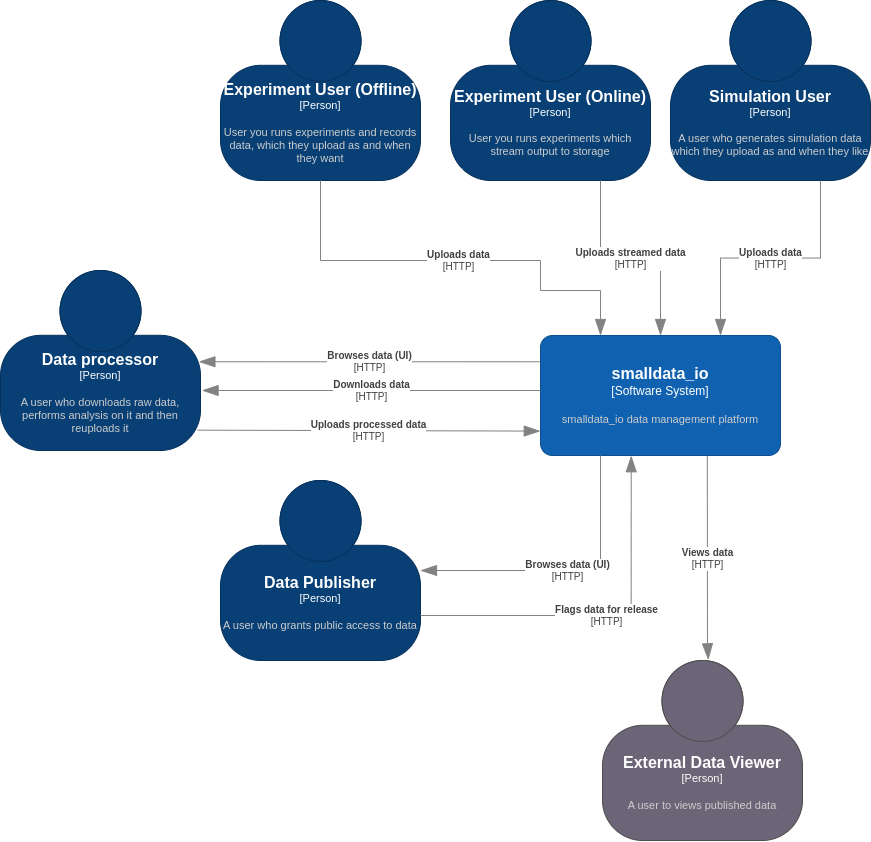 Experiment User (Offline)
[Person]
User you runs experiments and records
data, which they upload as and when
they want
Experiment User (Online)
[Person]
User you runs experiments which
stream output to storage
Simulation User
[Person]
A user who generates simulation data
which they upload as and when they like
Uploads data
[HTTP]
Uploads streamed data
[HTTP]
Uploads data
[HTTP]
Data processor
[Person]
A user who downloads raw data,
performs analysis on it and then
reuploads it
Browses data (UI)
[HTTP]
Downloads data
[HTTP]
Uploads processed data
[HTTP]
smalldata_io
[Software System]
smalldata_io data management platform
Data Publisher
[Person]
A user who grants public access to data
Browses data (UI)
[HTTP]
Flags data for release
[HTTP]
Views data
[HTTP]
External Data Viewer
[Person]
A user to views published data